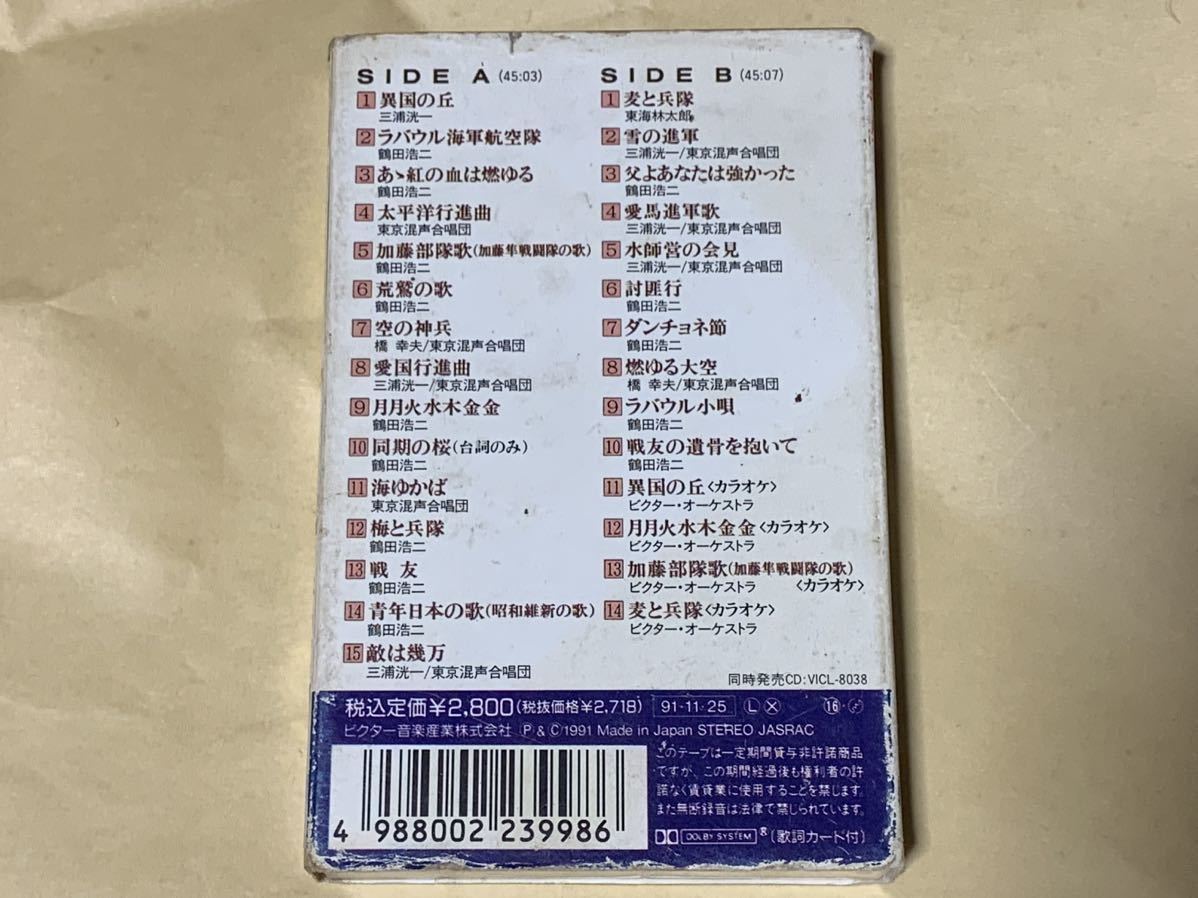 SIDE A (45:03)
1 異国の丘
三浦洸一
2 ラバウル海軍航空隊
鶴田浩二
3 あゝ紅の血は燃ゆる
鶴田浩二
4 太平洋行進曲
東京混声合唱団
5 加藤部隊歌(加藤隼戦闘隊の歌)
鶴田浩二
6 荒鷲の歌
鶴田浩二
7 空の神兵
橋 幸夫/東京混声合唱団
8 愛国行進曲
三浦洸一/東京混声合唱団
9 月月火水木金金
鶴田浩二
10 同期の桜(台詞のみ)
鶴田浩二
11 海ゆかば
東京混声合唱団
12 梅と兵隊
鶴田浩二
13 戦 友
鶴田浩二
14 青年日本の歌(昭和維新の歌)
鶴田浩二
15 敵は幾万
三浦洸一/東京混声合唱団
SIDE B (45:07)
1 麦と兵隊
東海林太郎
2 雪の進軍
三浦洸一/東京混声合唱団
3 父よあなたは強かった
鶴田浩二
4 愛馬進軍歌
三浦洸一/東京混声合唱団
5 水師営の会見
三浦洸一/東京混声合唱団
6 討匪行
鶴田浩二
7 ダンチョネ節
鶴田浩二
8 燃ゆる大空
橋 幸夫/東京混声合唱団
9 ラバウル小唄
鶴田浩二
10 戦友の遺骨を抱いて
鶴田浩二
11 異国の丘〈カラオケ〉
ビクター・オーケストラ
12 月月火水木金金〈カラオケ〉
ビクター・オーケストラ
13 加藤部隊歌(加藤隼戦闘隊の歌)
ビクター・オーケストラ 〈カラオケ〉
14 麦と兵隊〈カラオケ〉
ビクター・オーケストラ
同時発売CD:VICL-8038
税込定価¥2,800(税抜価格¥2,718) 91-11-25 Ⓛ Ⓧ ⑯・
ビクター音楽産業株式会社 Ⓟ & ©1991 Made in Japan STEREO JASRAC
このテープは一定期間貸与非許諾商品
ですが、この期間経過後も権利者の許
諾なく賃貸業に使用することを禁じます。
また無断録音は法律で禁じられています。
DOLBY SYSTEM ® (歌詞カード付)
4 988002 239986